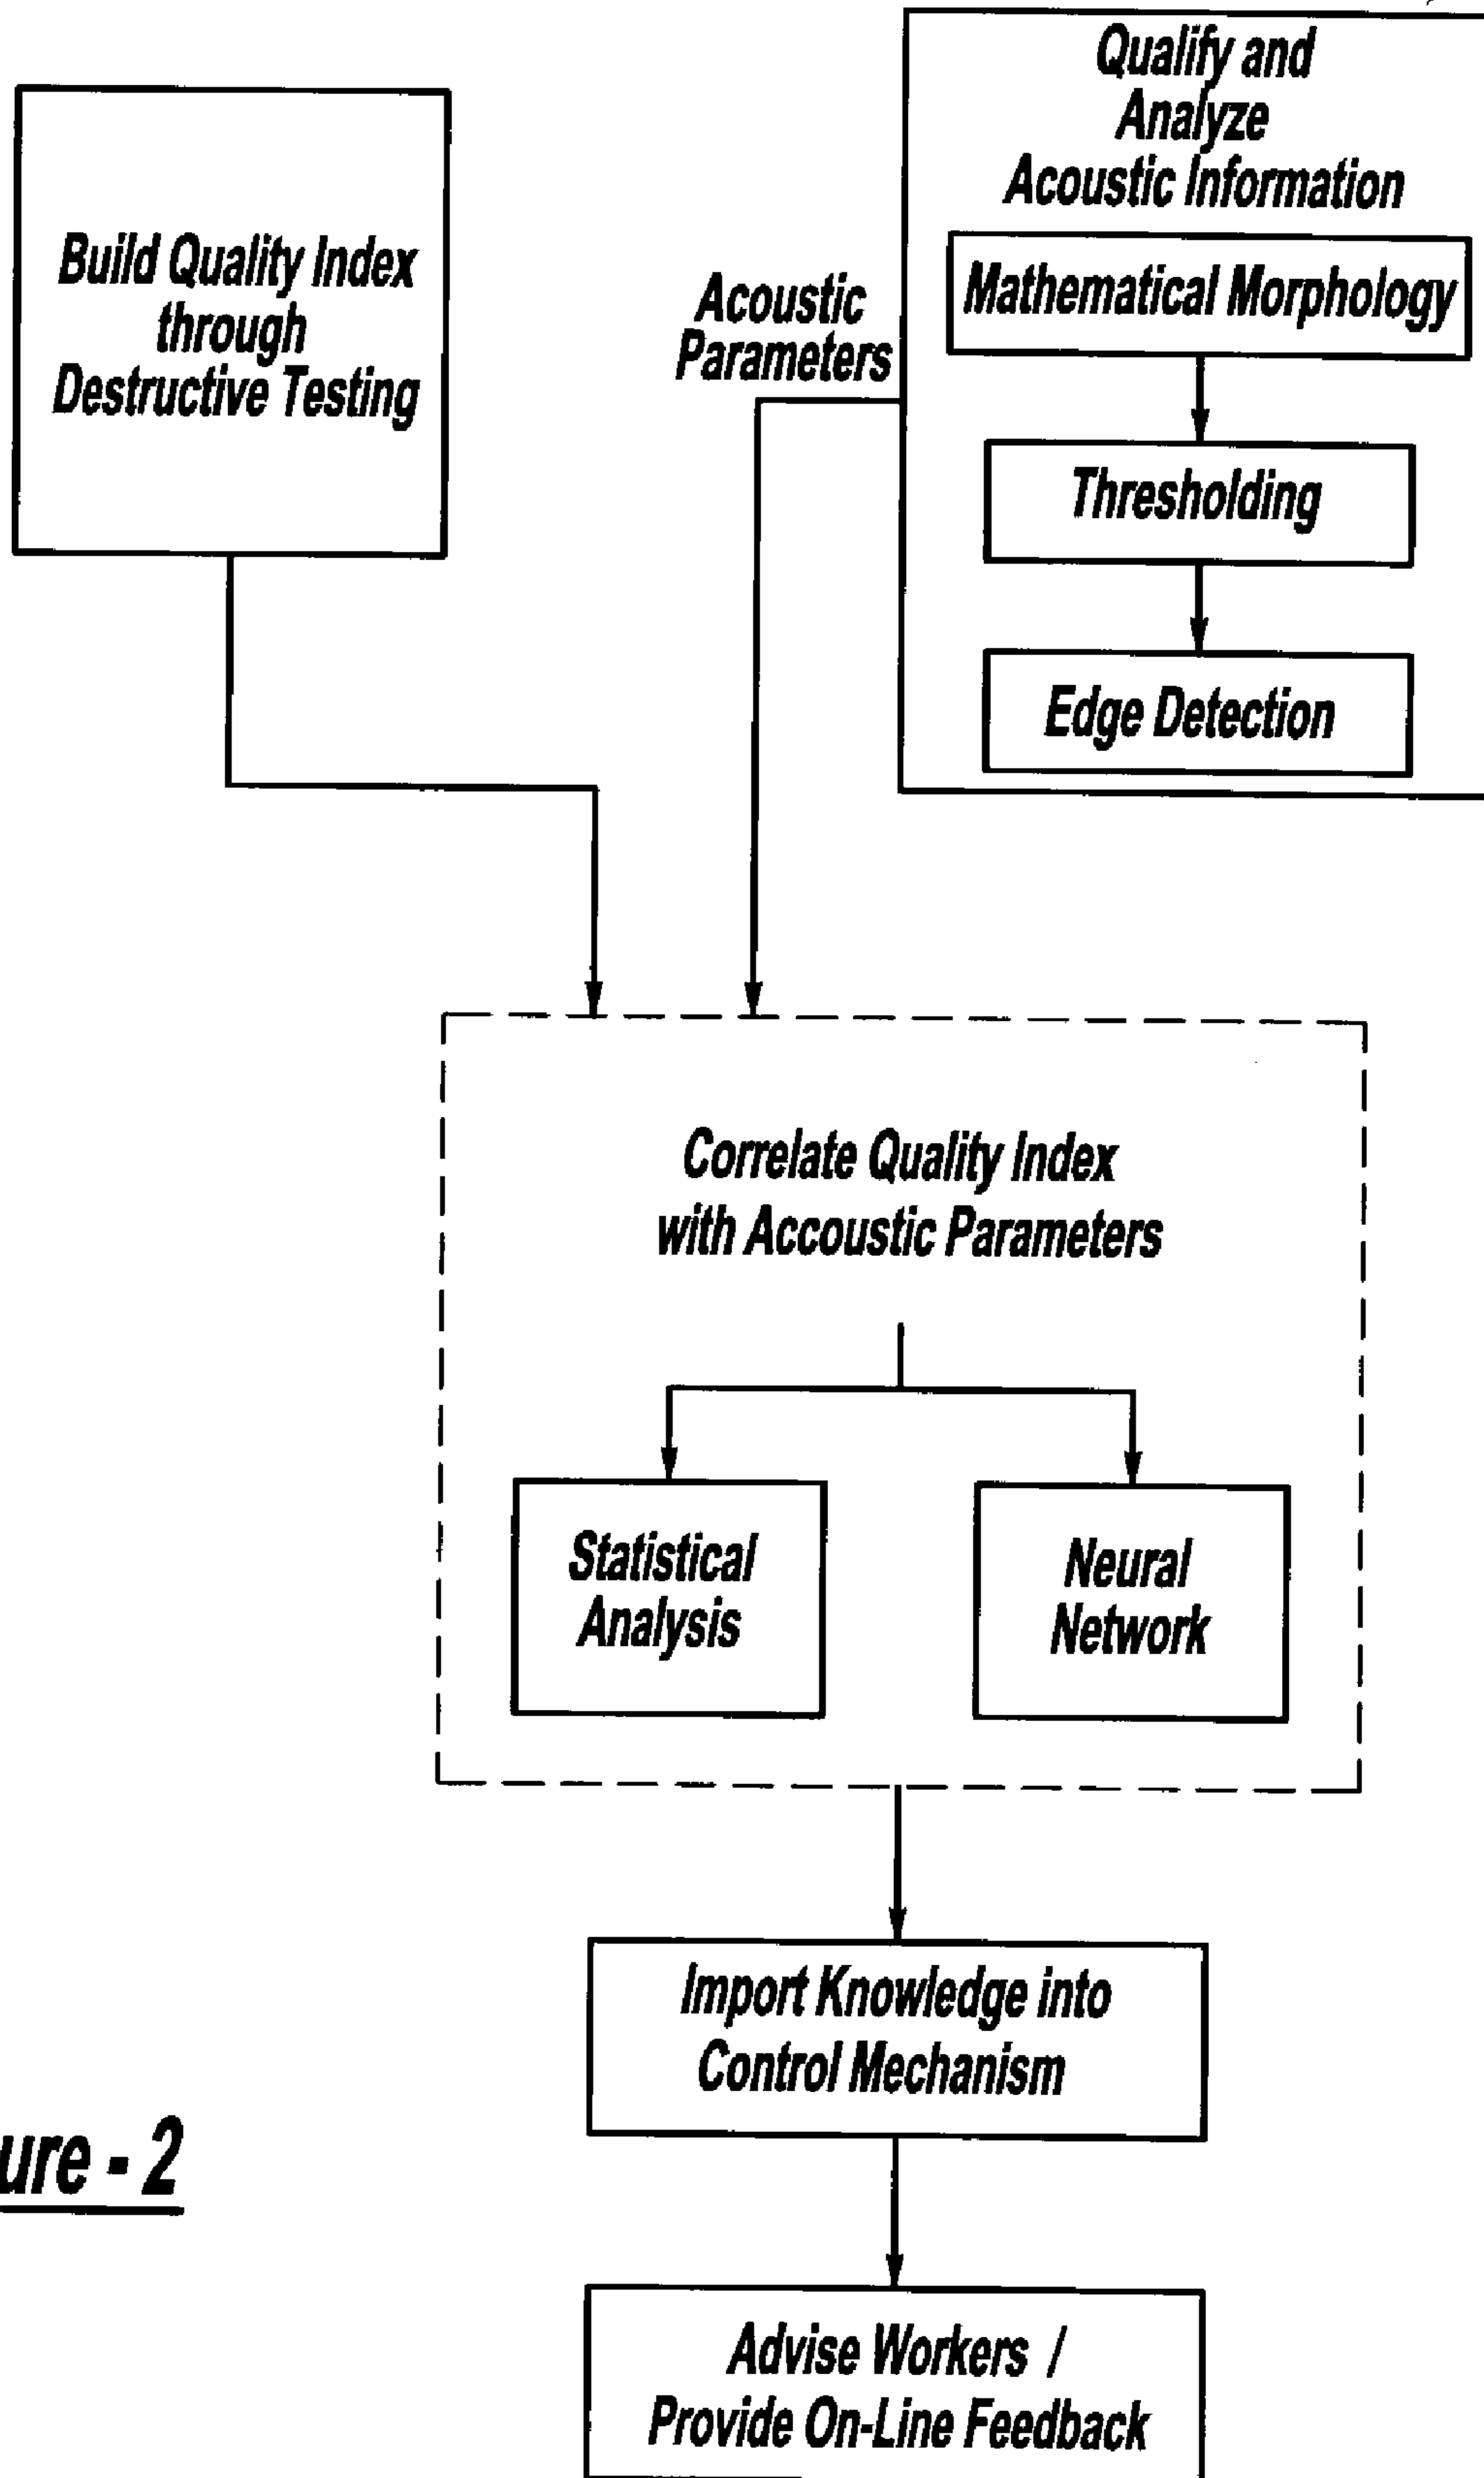 Qualify and
Analyze
Acoustic Information
Mathematical Morphology
Thresholding
Edge Detection
Build Quality Index
through
Destructive Testing
Acoustic
Parameters
Correlate Quality Index
with Accoustic Parameters
Statistical
Analysis
Neural
Network
Import Knowledge into
Control Mechanism
ure - 2
Advise Workers /
Provide On-Line Feedback